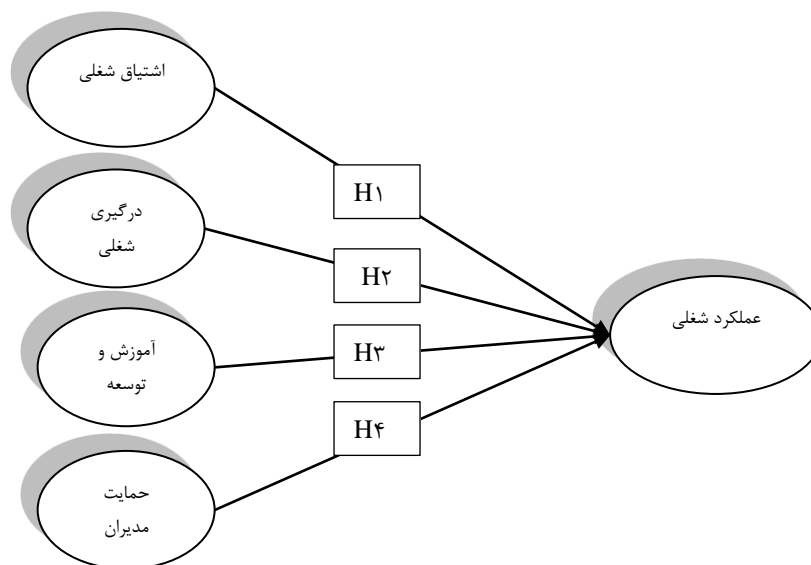 اشتیاق شغلی
H۱
درگیری
شغلی
H۲
عملکرد شغلی
آموزش و
توسعه
H۳
H۴
حمایت
مدیران